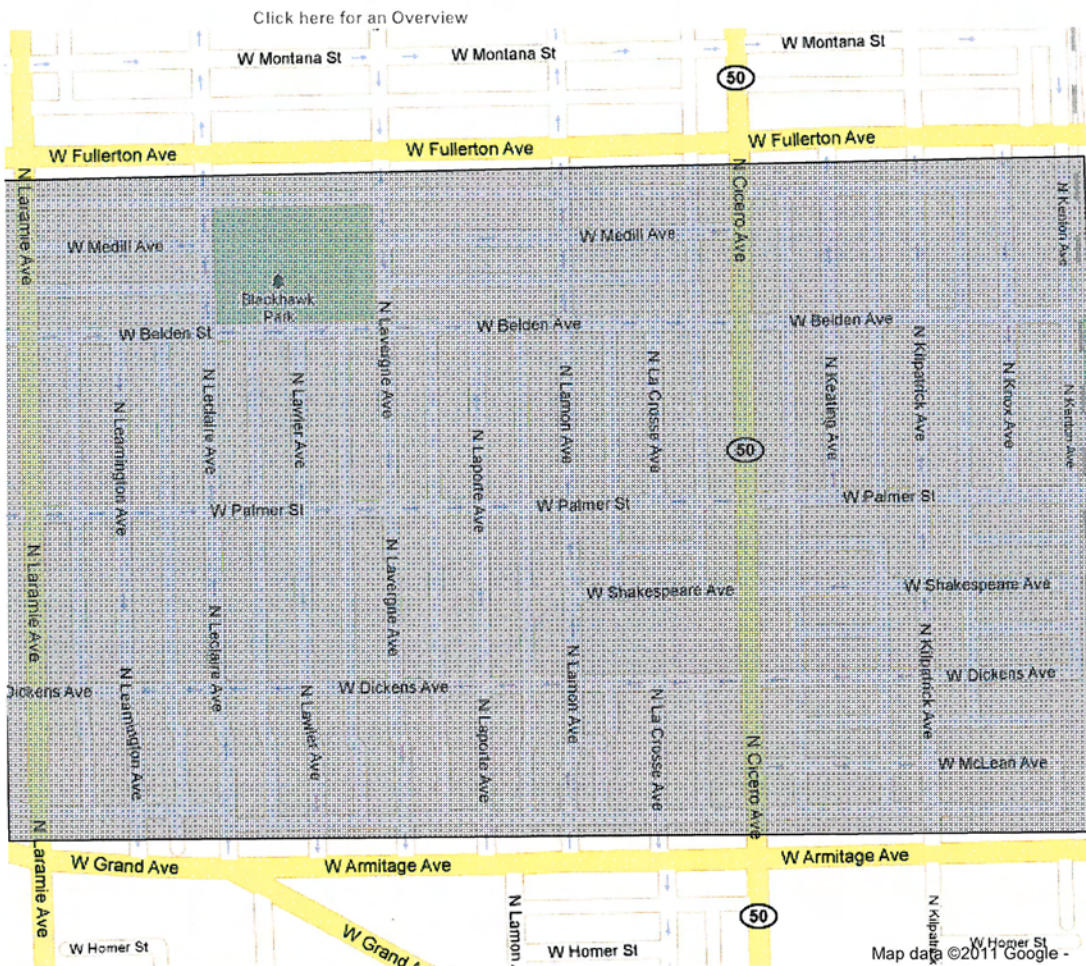 Click here for an Overview
W Montana St
W Montana St
W Montana St
50
W Fullerton Ave
W Fullerton Ave
W Fullerton Ave
N Laramie Ave
N Cicero Ave
N Kenton Ave
W Medill Ave
W Medill Ave
Blackhawk
Park
W Belden St
W Belden Ave
W Belden Ave
N Lavergne Ave
N Leclaire Ave
N Lawler Ave
N Lamon Ave
N La Crosse Ave
N Keating Ave
N Kilpatrick Ave
N Knox Ave
N Kenton Ave
N Leamington Ave
N Laporte Ave
50
W Palmer St
W Palmer St
W Palmer St
N Laramie Ave
N Lavergne Ave
W Shakespeare Ave
W Shakespeare Ave
N Leclaire Ave
N Lamon Ave
N Kilpatrick Ave
Dickens Ave
W Dickens Ave
W Dickens Ave
N Leamington Ave
N Lawler Ave
N Laporte Ave
N La Crosse Ave
N Cicero Ave
W McLean Ave
N Laramie Ave
W Grand Ave
W Armitage Ave
W Armitage Ave
N Lamon
N Kilpatrick
50
W Grand A
W Homer St
W Homer St
W Homer St
Map data ©2011 Google -